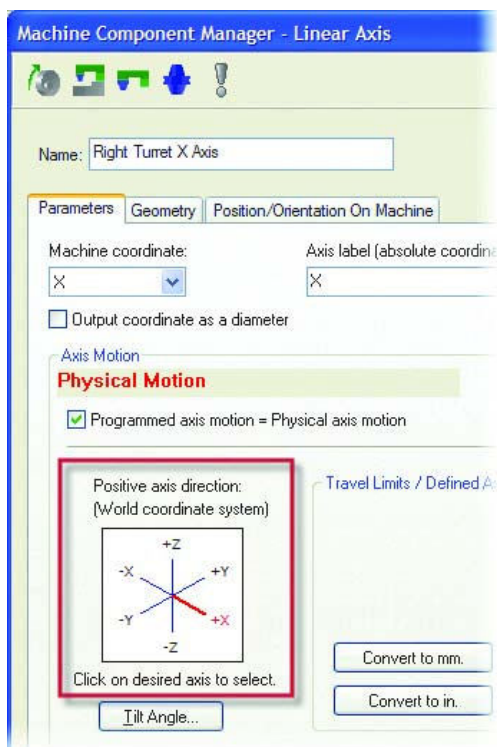 Machine Component Manager - Linear Axis
Name: Right Turret X Axis
Parameters Geometry Position/Orientation On Machine
Machine coordinate: Axis label (absolute
X X
Output coordinate as a diameter
Axis Motion
Physical Motion
Programmed axis motion = Physical axis motion
Positive axis direction: Travel Limits / Defined
(World coordinate system)
+Z
-X +Y
-Y +X
-Z
Click on desired axis to select. Convert to mm.
Tilt Angle... Convert to in.